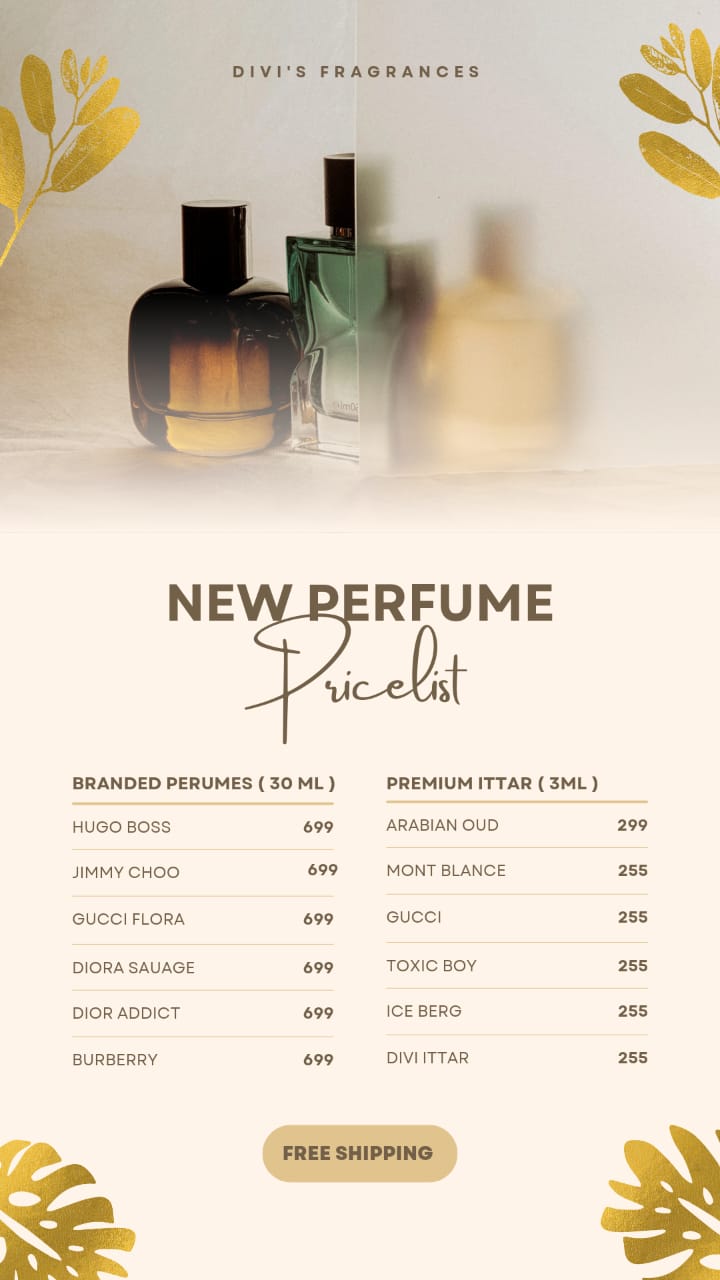 DIVI'S FRAGRANCES
NEW PERFUME
Pricelist
BRANDED PERUMES ( 30 ML )
HUGO BOSS 699
JIMMY CHOO 699
GUCCI FLORA 699
DIORA SAUAGE 699
DIOR ADDICT 699
BURBERRY 699
PREMIUM ITTAR ( 3ML )
ARABIAN OUD 299
MONT BLANCE 255
GUCCI 255
TOXIC BOY 255
ICE BERG 255
DIVI ITTAR 255
FREE SHIPPING